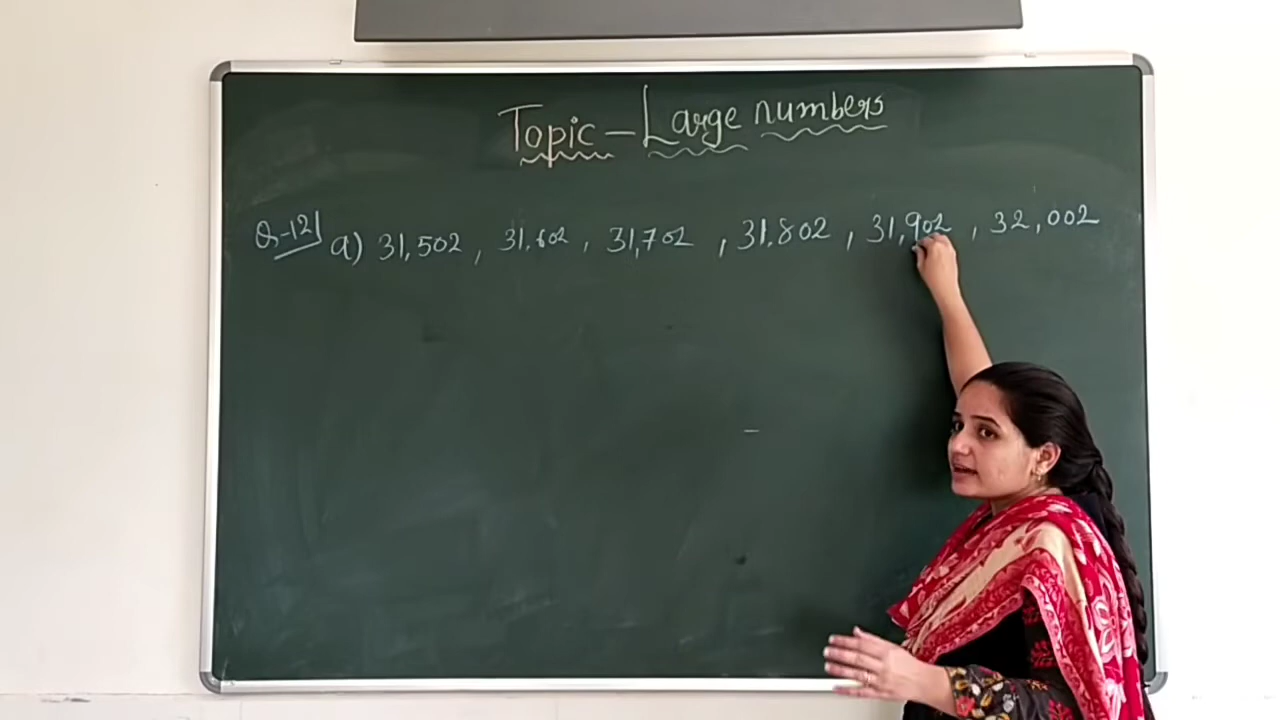 Topic - Large numbers
Q-12) a) 31,502, 31,602, 31,702, 31,802, 31,902, 32,002